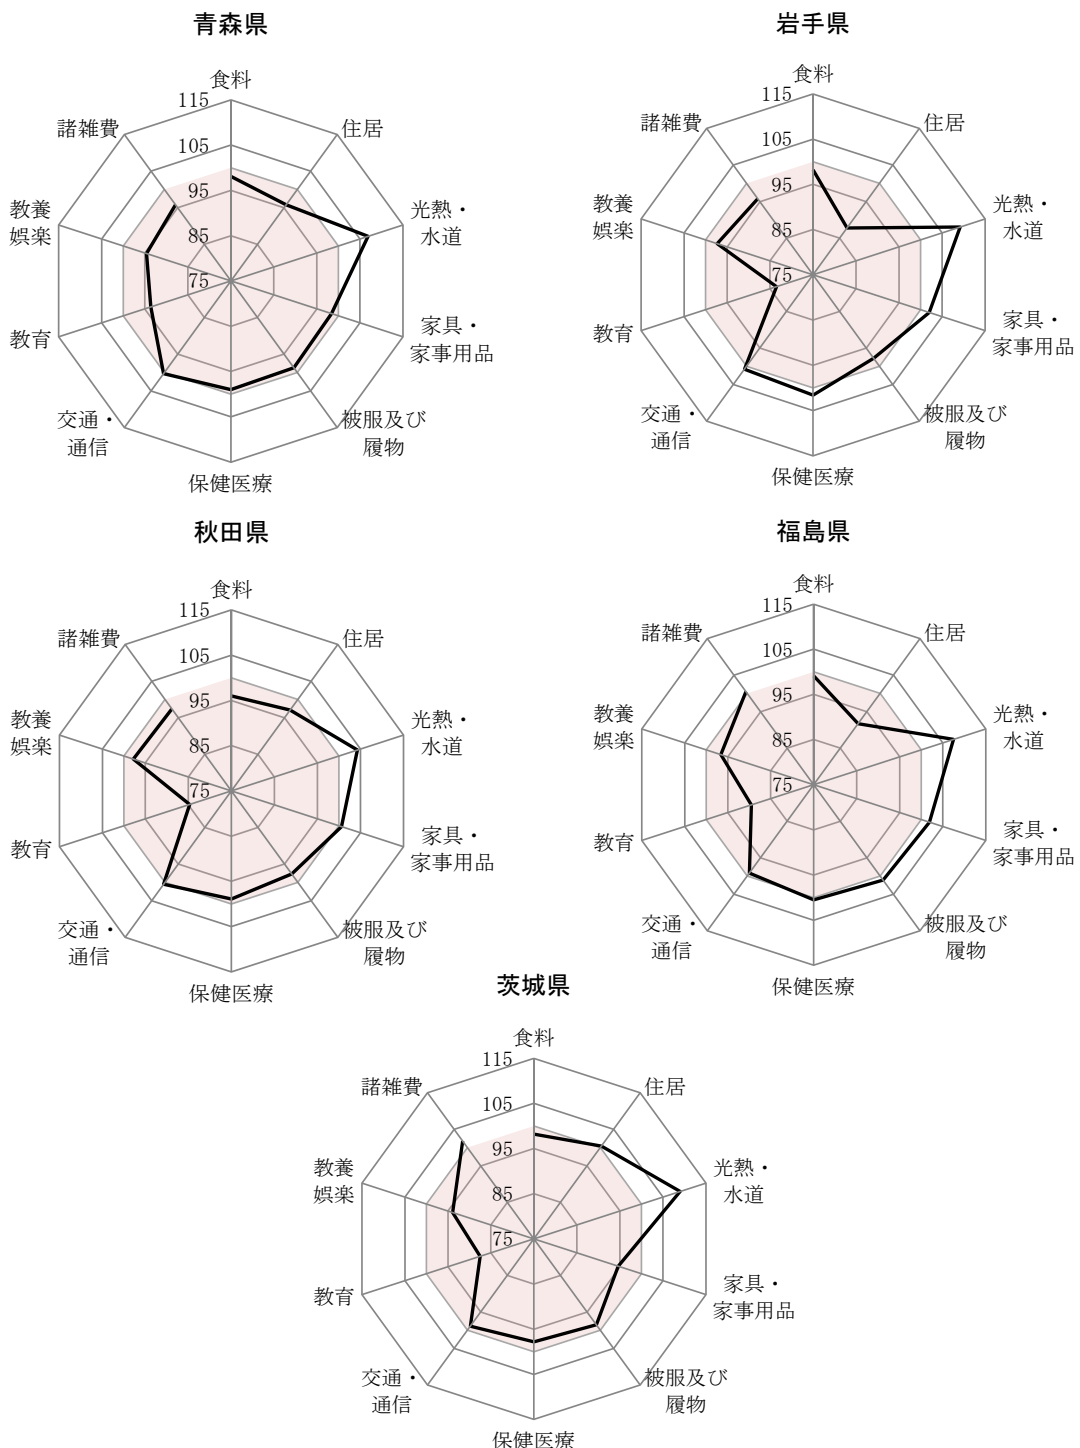 青森県
食料
115
105
95
85
75
住居
光熱・
水道
家具・
家事用品
被服及び
履物
保健医療
交通・
通信
教育
教養
娯楽
諸雑費
岩手県
食料
115
105
95
85
75
住居
光熱・
水道
家具・
家事用品
被服及び
履物
保健医療
交通・
通信
教育
教養
娯楽
諸雑費
秋田県
食料
115
105
95
85
75
住居
光熱・
水道
家具・
家事用品
被服及び
履物
保健医療
交通・
通信
教育
教養
娯楽
諸雑費
福島県
食料
115
105
95
85
75
住居
光熱・
水道
家具・
家事用品
被服及び
履物
保健医療
交通・
通信
教育
教養
娯楽
諸雑費
茨城県
食料
115
105
95
85
75
住居
光熱・
水道
家具・
家事用品
被服及び
履物
保健医療
交通・
通信
教育
教養
娯楽
諸雑費